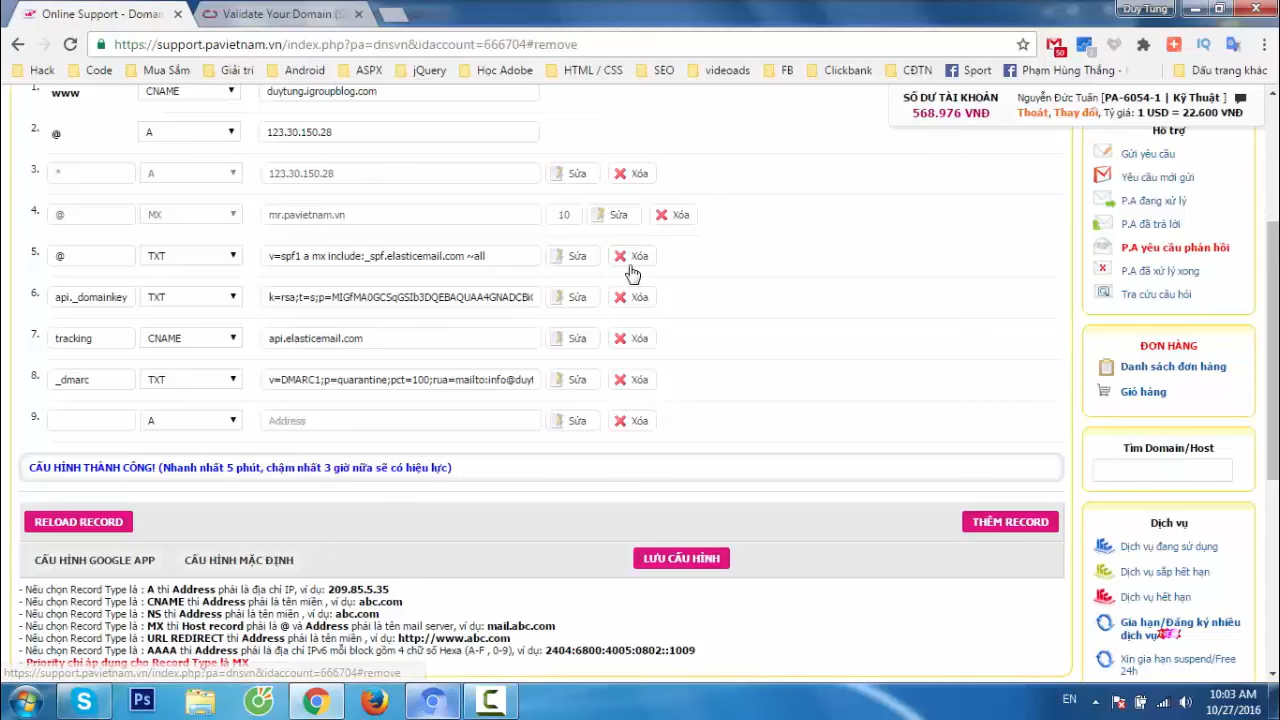 Online Support - Domai
Validate Your Domain (S
Duy Tung
https://support.pavietnam.vn/index.php?pa=dnsvn&idaccount=666704#remove
50
IQ
Hack
Code
Mua Sắm
Giải trí
Android
ASP
jQuery
Học Adobe
HTML / CSS
SEO
videoads
FB
Clickbank
CĐTN
Sport
Phạm Hùng Thắng -
Dấu trang khác
SỐ DƯ TÀI KHOẢN
568.976 VNĐ
Nguyễn Đức Tuấn [PA-6054-1 | Kỹ Thuật ]
Thoát, Thay đổi, Tỷ giá: 1 USD = 22.600 VNĐ
1. www CNAME duytung.igroupblog.com
2. @ A 123.30.150.28
3. * A 123.30.150.28 Sửa Xóa
4. @ MX mr.pavietnam.vn 10 Sửa Xóa
5. @ TXT v=spf1 a mx include:_spf.elasticemail.com ~all Sửa Xóa
6. api._domainkey TXT k=rsa;t=s;p=MIGfMA0GCSqGSIb3DQEBAQUAA4GNADCBi Sửa Xóa
7. tracking CNAME api.elasticemail.com Sửa Xóa
8. _dmarc TXT v=DMARC1;p=quarantine;pct=100;rua=mailto:info@duy Sửa Xóa
9. A Address Sửa Xóa
CẤU HÌNH THÀNH CÔNG! (Nhanh nhất 5 phút, chậm nhất 3 giờ nữa sẽ có hiệu lực)
RELOAD RECORD
THÊM RECORD
CẤU HÌNH GOOGLE APP
CẤU HÌNH MẶC ĐỊNH
LƯU CẤU HÌNH
- Nếu chọn Record Type là : A thì Address phải là địa chỉ IP, ví dụ: 209.85.5.35
- Nếu chọn Record Type là : CNAME thì Address phải là tên miền , ví dụ: abc.com
- Nếu chọn Record Type là : NS thì Address phải là tên miền , ví dụ: abc.com
- Nếu chọn Record Type là : MX thì Host record phải là @ và Address phải là tên mail server, ví dụ: mail.abc.com
- Nếu chọn Record Type là : URL REDIRECT thì Address phải là tên miền , ví dụ: http://www.abc.com
- Nếu chọn Record Type là : AAAA thì Address phải là địa chỉ IPv6 mỗi block gồm 4 chữ số Hexa (A-F , 0-9), ví dụ: 2404:6800:4005:0802::1009
- Priority chỉ áp dụng cho Record Type là MX
https://support.pavietnam.vn/index.php?pa=dnsvn&idaccount=666704#remove
Hỗ trợ
Gửi yêu cầu
Yêu cầu mới gửi
P.A đang xử lý
P.A đã trả lời
P.A yêu cầu phản hồi
P.A đã xử lý xong
Tra cứu câu hỏi
ĐƠN HÀNG
Danh sách đơn hàng
Giỏ hàng
Tìm Domain/Host
Dịch vụ
Dịch vụ đang sử dụng
Dịch vụ sắp hết hạn
Dịch vụ hết hạn
Gia hạn/Đăng ký nhiều
dịch vụ
Xin gia hạn suspend/Free
24h
S
Ps
EN
10:03 AM
10/27/2016